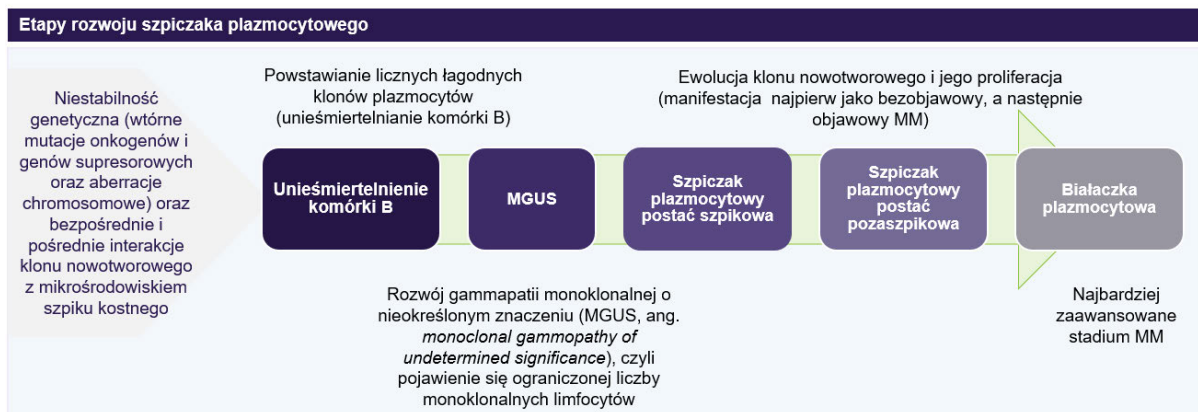 Etapy rozwoju szpiczaka plazmocytowego
Niestabilność
genetyczna (wtórne
mutacje onkogenów i
genów supresorowych
oraz aberracje
chromosomowe) oraz
bezpośrednie i
pośrednie interakcje
klonu nowotworowego
z mikrośrodowiskiem
szpiku kostnego
Powstawianie licznych łagodnych
klonów plazmocytów
(unieśmiertelnianie komórki B)
Ewolucja klonu nowotworowego i jego proliferacja
(manifestacja  najpierw jako bezobjawowy, a następnie
objawowy MM)
Unieśmiertelnienie
komórki B
MGUS
Szpiczak
plazmocytowy
postać szpikowa
Szpiczak
plazmocytowy
postać
pozaszpikowa
Białaczka
plazmocytowa
Rozwój gammapatii monoklonalnej o
nieokreślonym znaczeniu (MGUS, ang.
monoclonal gammopathy of
undetermined significance), czyli
pojawienie się ograniczonej liczby
monoklonalnych limfocytów
Najbardziej
zaawansowane
stadium MM